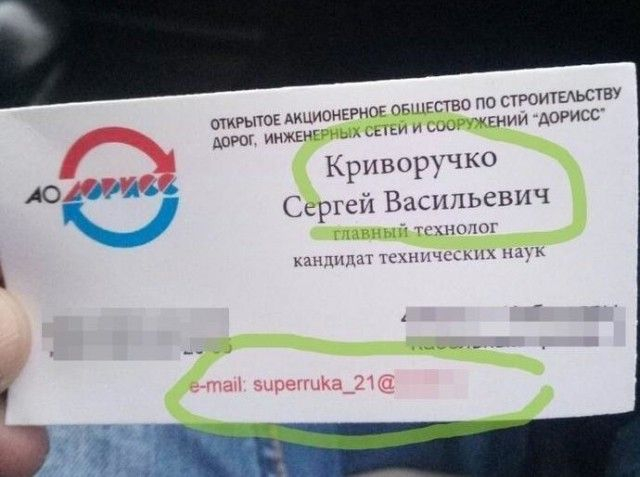 ОТКРЫТОЕ АКЦИОНЕРНОЕ ОБЩЕСТВО ПО СТРОИТЕЛЬСТВУ
ДОРОГ, ИНЖЕНЕРНЫХ СЕТЕЙ И СООРУЖЕНИЙ "ДОРИСС"
АО ДОРИСС
Криворучко
Сергей Васильевич
главный технолог
кандидат технических наук
e-mail: superruka_21@